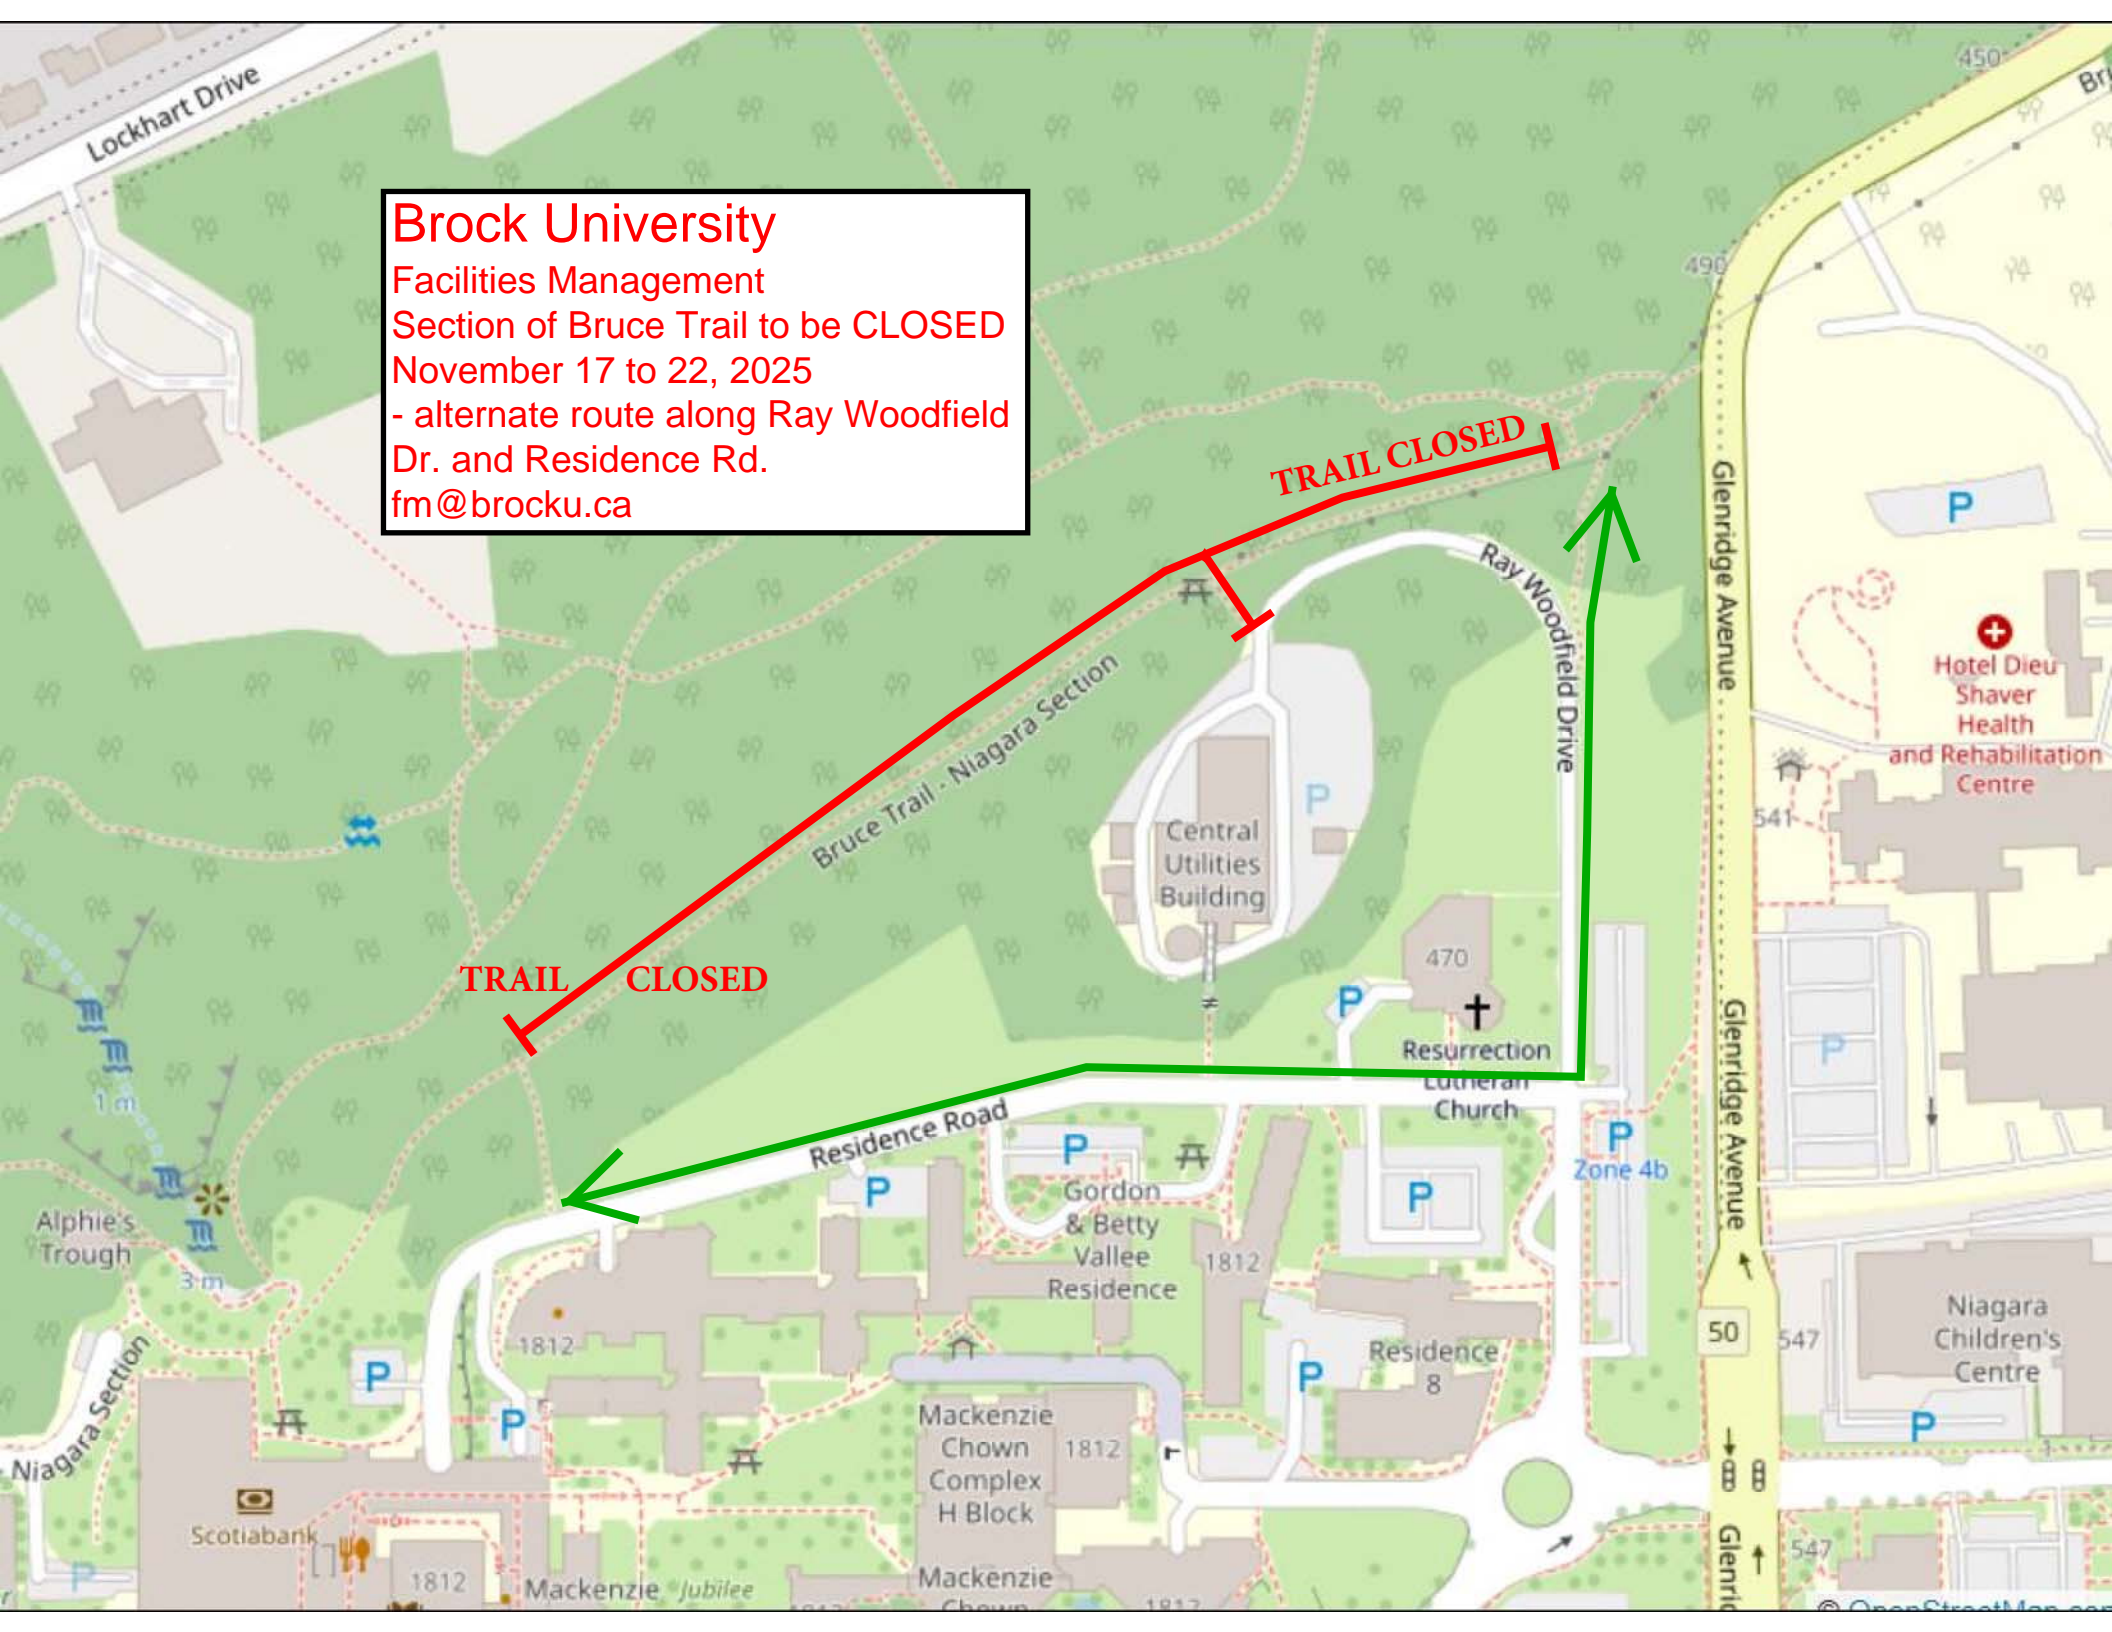 Lockhart Drive
450
Brock University
Facilities Management
Section of Bruce Trail to be CLOSED
November 17 to 22, 2025
- alternate route along Ray Woodfield
Dr. and Residence Rd.
fm@brocku.ca
490
TRAIL CLOSED
Glenridge Avenue
P
Ray Woodfield Drive
Hotel Dieu
Shaver
Health
and Rehabilitation
Centre
Bruce Trail - Niagara Section
P
541
Central
Utilities
Building
470
TRAIL CLOSED
P
Resurrection
Lutheran
Church
Glenridge Avenue
P
1 m
Residence Road
P
P
Zone 4b
P
P
Gordon
& Betty
Vallee
Residence
Alphie's
Trough
3 m
1812
1812
50
547
Niagara
Children's
Centre
Residence
8
P
P
P
P
Niagara Section
Mackenzie
Chown
Complex
H Block
1812
Scotiabank
547
P
1812
Mackenzie
Jubilee
Mackenzie
Chown
1812
© OpenStreetMap